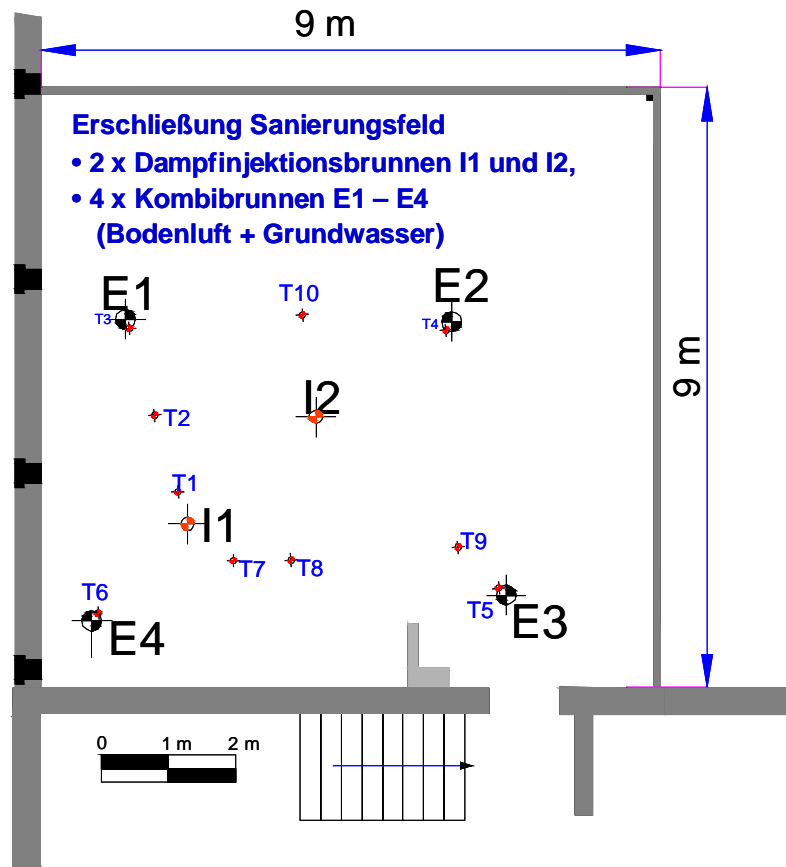 9 m
Erschließung Sanierungsfeld
• 2 x Dampfinjektionsbrunnen I1 und I2,
• 4 x Kombibrunnen E1 – E4
(Bodenluft + Grundwasser)
E1
T10
E2
T3
T4
9 m
I2
T2
T1
I1
T9
T7
T8
T6
T5
E4
E3
0 1 m 2 m